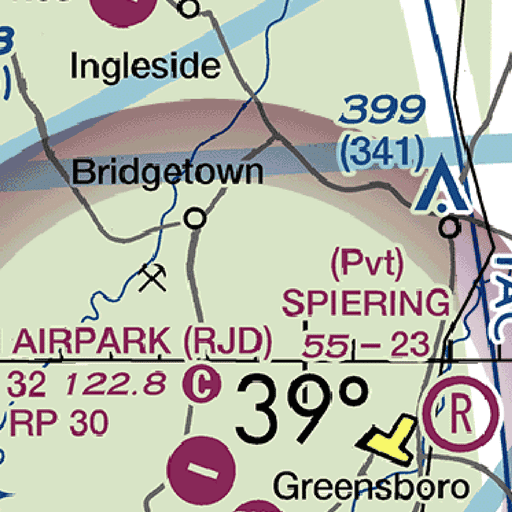 Ingleside
399
(341)
Bridgetown
(Pvt)
SPIERING
55 - 23
AIRPARK (RJD)
32 122.8 C
RP 30
39°
R
Greensboro